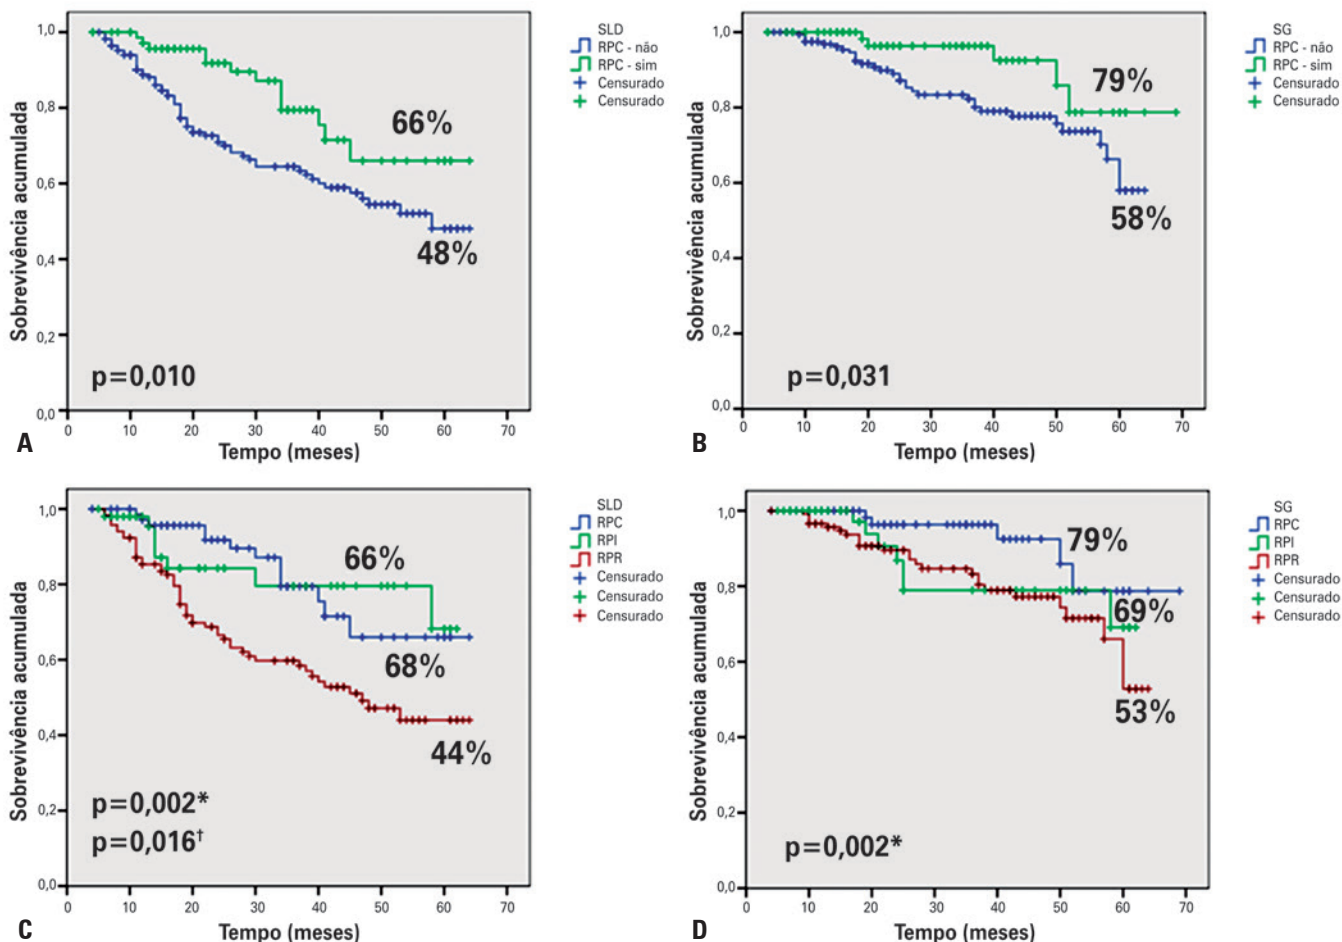 SLD
RPC - não
RPC - sim
Censurado
Censurado
Sobrevivência acumulada
1,0
0,8
0,6
0,4
0,2
0,0
66%
48%
p=0,010
0 10 20 30 40 50 60 70
Tempo (meses)
A
SG
RPC - não
RPC - sim
Censurado
Censurado
Sobrevivência acumulada
1,0
0,8
0,6
0,4
0,2
0,0
79%
58%
p=0,031
0 10 20 30 40 50 60 70
Tempo (meses)
B
SLD
RPC
RPI
RPR
Censurado
Censurado
Censurado
Sobrevivência acumulada
1,0
0,8
0,6
0,4
0,2
0,0
66%
68%
44%
p=0,002*
p=0,016†
0 10 20 30 40 50 60 70
Tempo (meses)
C
SG
RPC
RPI
RPR
Censurado
Censurado
Censurado
Sobrevivência acumulada
1,0
0,8
0,6
0,4
0,2
0,0
79%
69%
53%
p=0,002*
0 10 20 30 40 50 60 70
Tempo (meses)
D